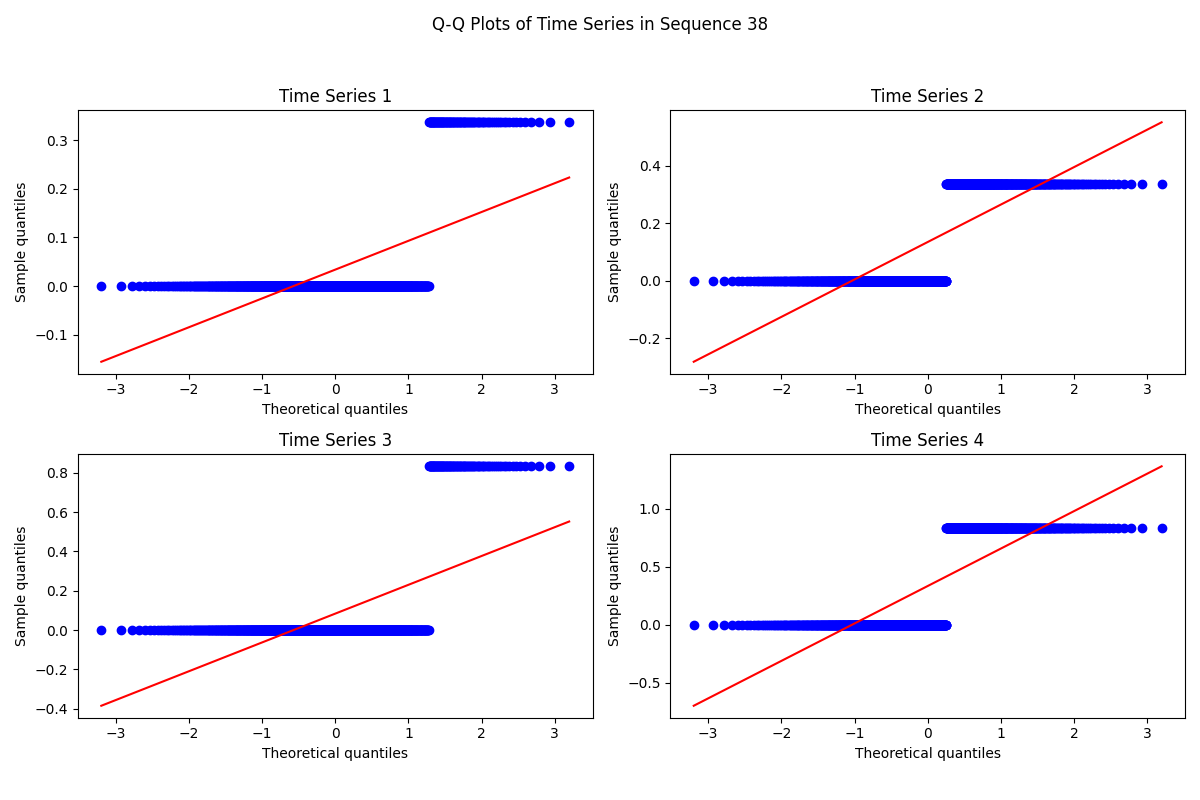 Q-Q Plots of Time Series in Sequence 38
Time Series 1
Sample quantiles
0.3
0.2
0.1
0.0
−0.1
−3 −2 −1 0 1 2 3
Theoretical quantiles
Time Series 2
Sample quantiles
0.4
0.2
0.0
−0.2
−3 −2 −1 0 1 2 3
Theoretical quantiles
Time Series 3
Sample quantiles
0.8
0.6
0.4
0.2
0.0
−0.2
−0.4
−3 −2 −1 0 1 2 3
Theoretical quantiles
Time Series 4
Sample quantiles
1.0
0.5
0.0
−0.5
−3 −2 −1 0 1 2 3
Theoretical quantiles